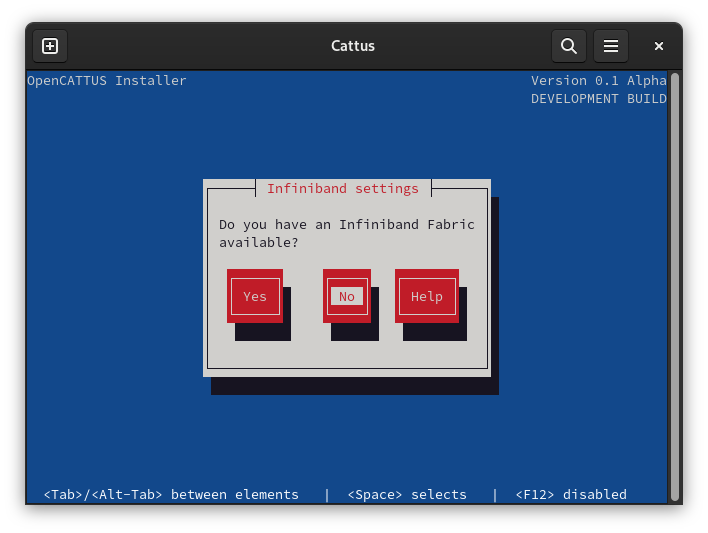 Cattus
OpenCATTUS Installer Version 0.1 Alpha
DEVELOPMENT BUILD
Infiniband settings
Do you have an Infiniband Fabric
available?
Yes No Help
<Tab>/<Alt-Tab> between elements | <Space> selects | <F12> disabled